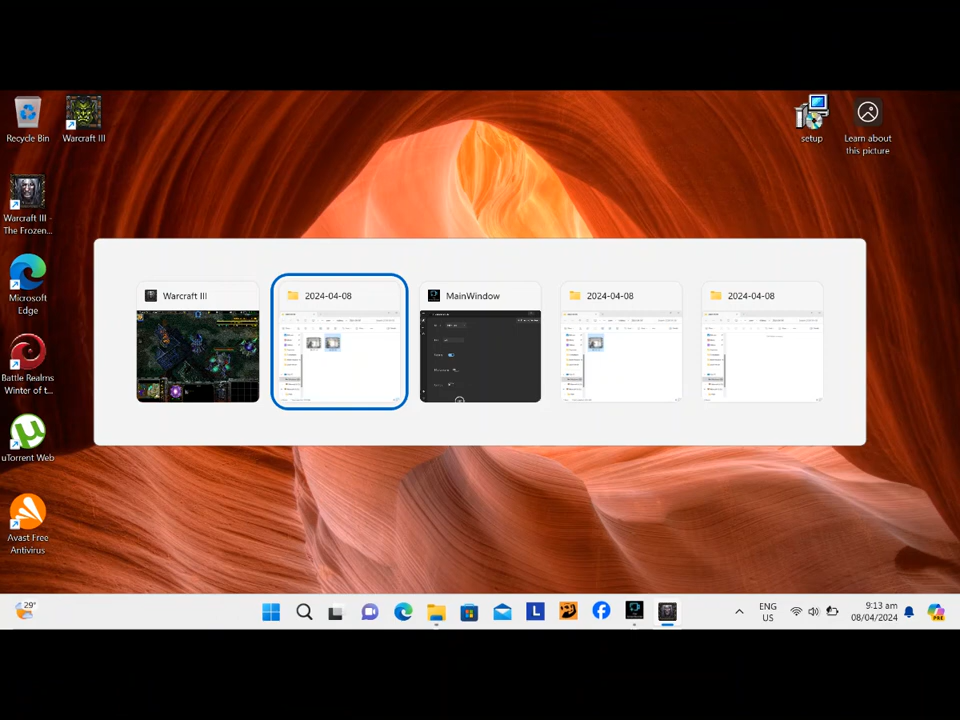 Recycle Bin
Warcraft III
setup
Learn about
this picture
Warcraft III -
The Frozen...
Microsoft
Edge
Battle Realms
Winter of t...
uTorrent Web
Avast Free
Antivirus
Warcraft III
2024-04-08
MainWindow
2024-04-08
2024-04-08
29°
ENG
US
9:13 am
08/04/2024
PRE